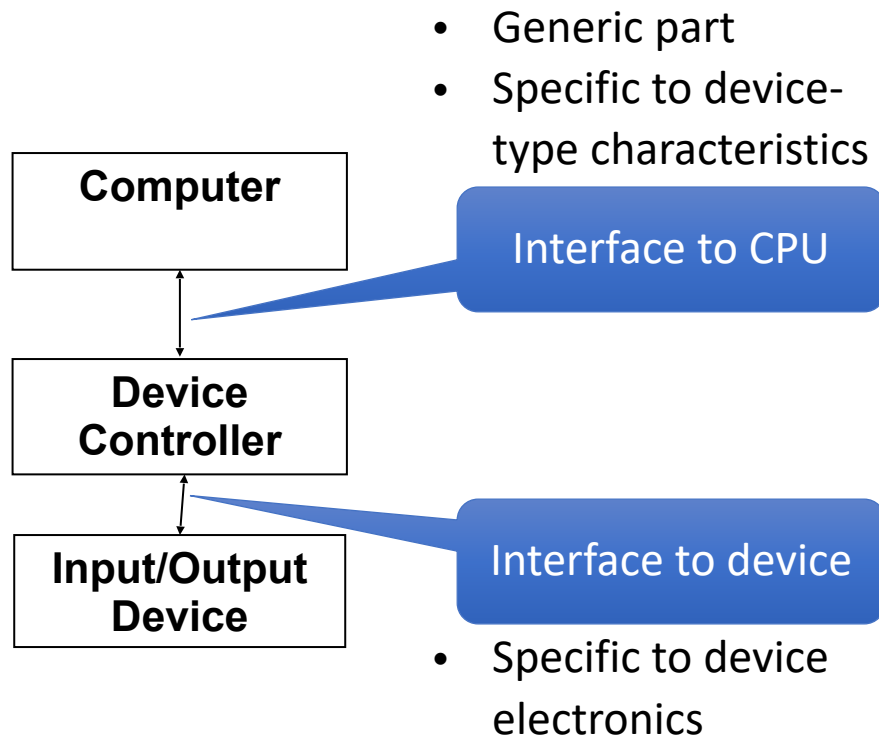 • Generic part
• Specific to device-
type characteristics
Computer
Interface to CPU
Device
Controller
Interface to device
Input/Output
Device
• Specific to device
electronics